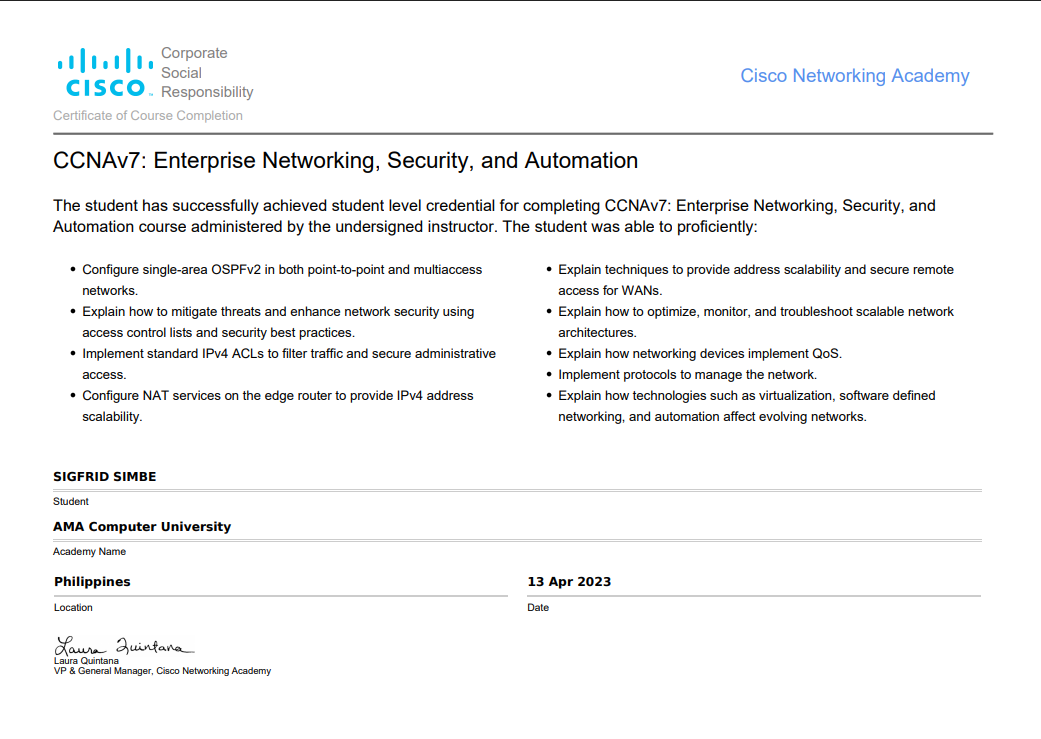 CISCO
Corporate
Social
Responsibility
Cisco Networking Academy
Certificate of Course Completion
CCNAv7: Enterprise Networking, Security, and Automation
The student has successfully achieved student level credential for completing CCNAv7: Enterprise Networking, Security, and
Automation course administered by the undersigned instructor. The student was able to proficiently:
• Configure single-area OSPFv2 in both point-to-point and multiaccess
networks.
• Explain how to mitigate threats and enhance network security using
access control lists and security best practices.
• Implement standard IPv4 ACLs to filter traffic and secure administrative
access.
• Configure NAT services on the edge router to provide IPv4 address
scalability.
• Explain techniques to provide address scalability and secure remote
access for WANs.
• Explain how to optimize, monitor, and troubleshoot scalable network
architectures.
• Explain how networking devices implement QoS.
• Implement protocols to manage the network.
• Explain how technologies such as virtualization, software defined
networking, and automation affect evolving networks.
SIGFRID SIMBE
Student
AMA Computer University
Academy Name
Philippines
Location
13 Apr 2023
Date
Laura Quintana
Laura Quintana
VP & General Manager, Cisco Networking Academy